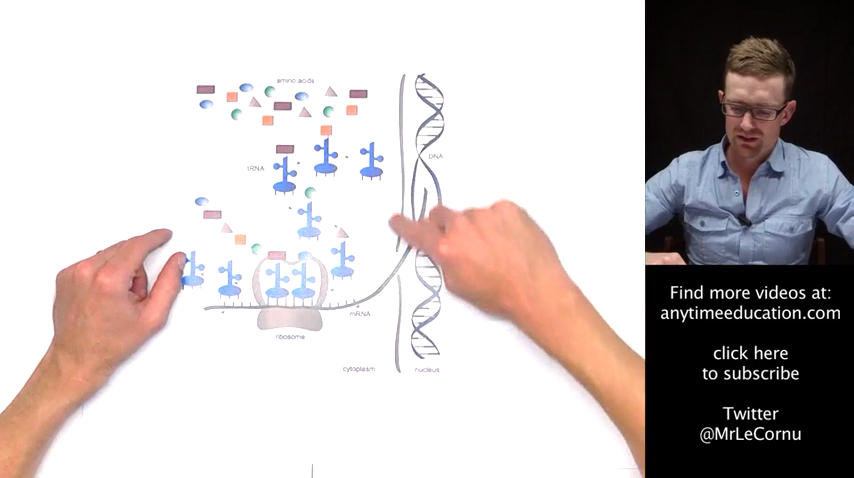 amino acids
DNA
tRNA
mRNA
ribosome
cytoplasm
nucleus
Find more videos at:
anytimeeducation.com
click here
to subscribe
Twitter
@MrLeCornu